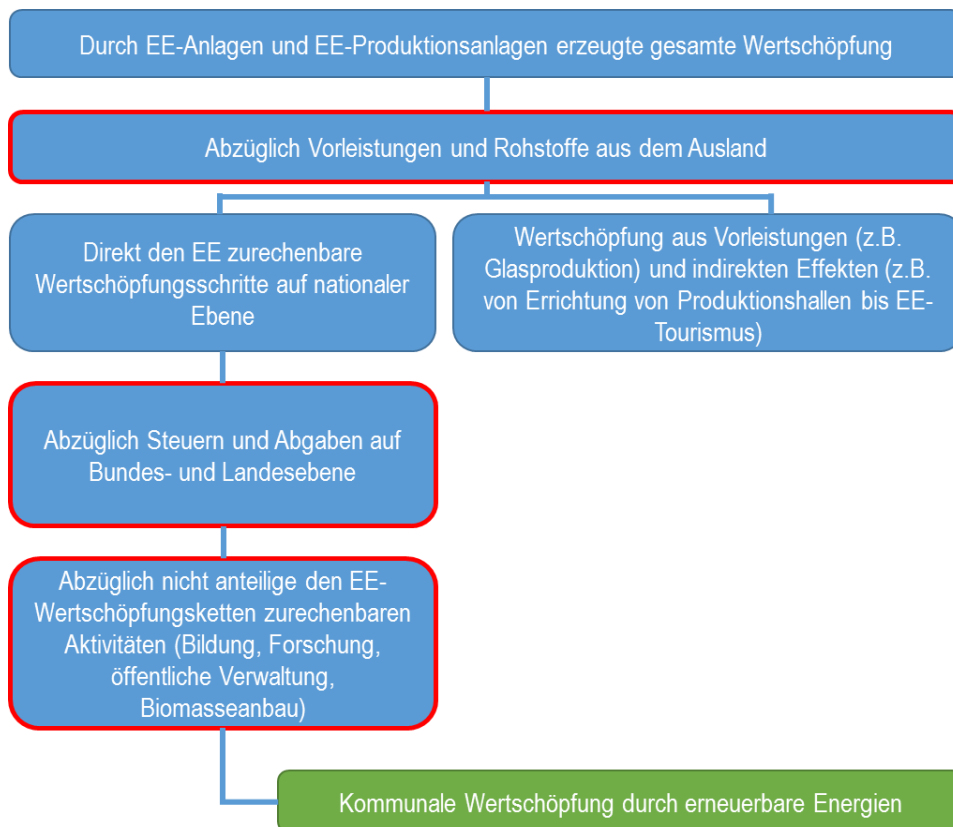 Durch EE-Anlagen und EE-Produktionsanlagen erzeugte gesamte Wertschöpfung
Abzüglich Vorleistungen und Rohstoffe aus dem Ausland
Direkt den EE zurechenbare
Wertschöpfungsschritte auf nationaler
Ebene
Wertschöpfung aus Vorleistungen (z.B.
Glasproduktion) und indirekten Effekten (z.B.
von Errichtung von Produktionshallen bis EE-
Tourismus)
Abzüglich Steuern und Abgaben auf
Bundes- und Landesebene
Abzüglich nicht anteilige den EE-
Wertschöpfungsketten zurechenbaren
Aktivitäten (Bildung, Forschung,
öffentliche Verwaltung,
Biomasseanbau)
Kommunale Wertschöpfung durch erneuerbare Energien